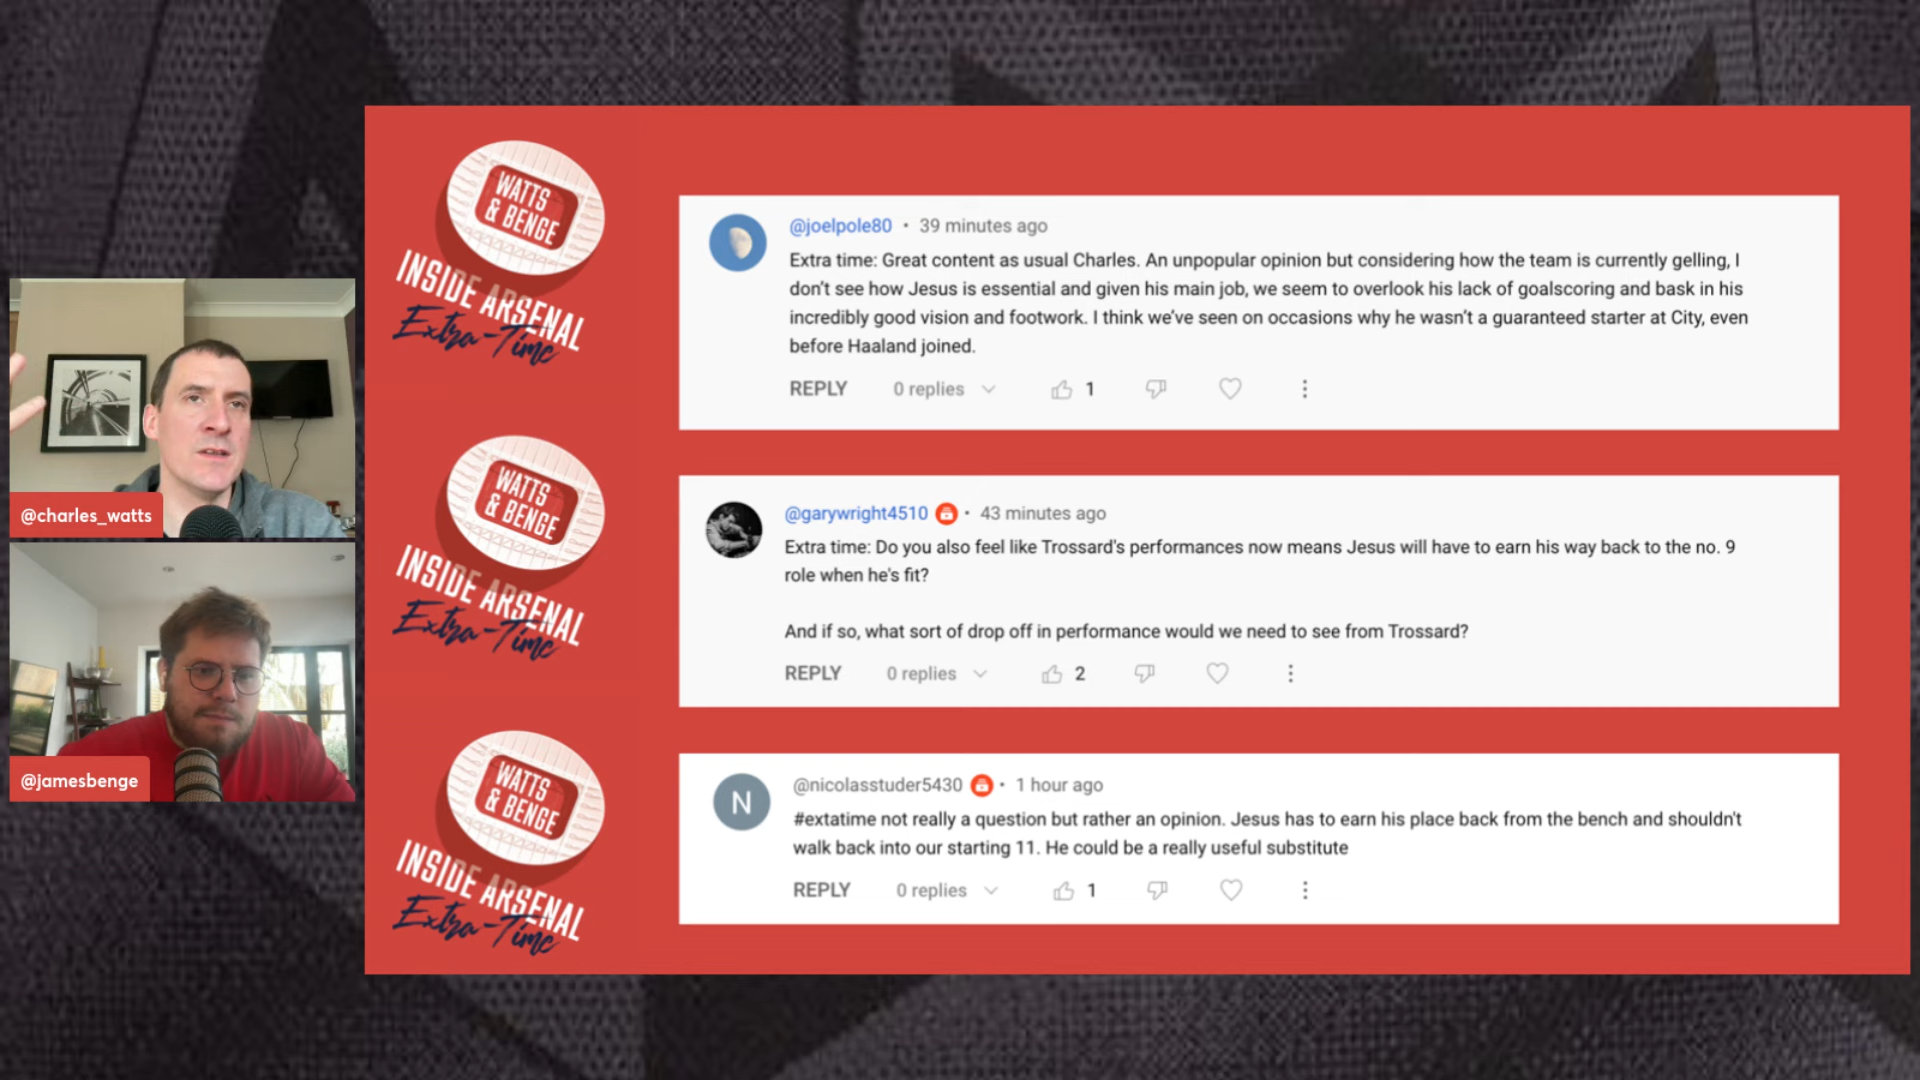 WATTS
& BENGE
INSIDE ARSENAL
Extra-Time
@joelpole80 • 39 minutes ago
Extra time: Great content as usual Charles. An unpopular opinion but considering how the team is currently gelling, I
don't see how Jesus is essential and given his main job, we seem to overlook his lack of goalscoring and bask in his
incredibly good vision and footwork. I think we've seen on occasions why he wasn't a guaranteed starter at City, even
before Haaland joined.
REPLY 0 replies 1
@charles_watts
@jamesbenge
WATTS
& BENGE
INSIDE ARSENAL
Extra-Time
@garywright4510 • 43 minutes ago
Extra time: Do you also feel like Trossard's performances now means Jesus will have to earn his way back to the no. 9
role when he's fit?
And if so, what sort of drop off in performance would we need to see from Trossard?
REPLY 0 replies 2
WATTS
& BENGE
INSIDE ARSENAL
Extra-Time
N
@nicolasstuder5430 • 1 hour ago
#extatime not really a question but rather an opinion. Jesus has to earn his place back from the bench and shouldn't
walk back into our starting 11. He could be a really useful substitute
REPLY 0 replies 1